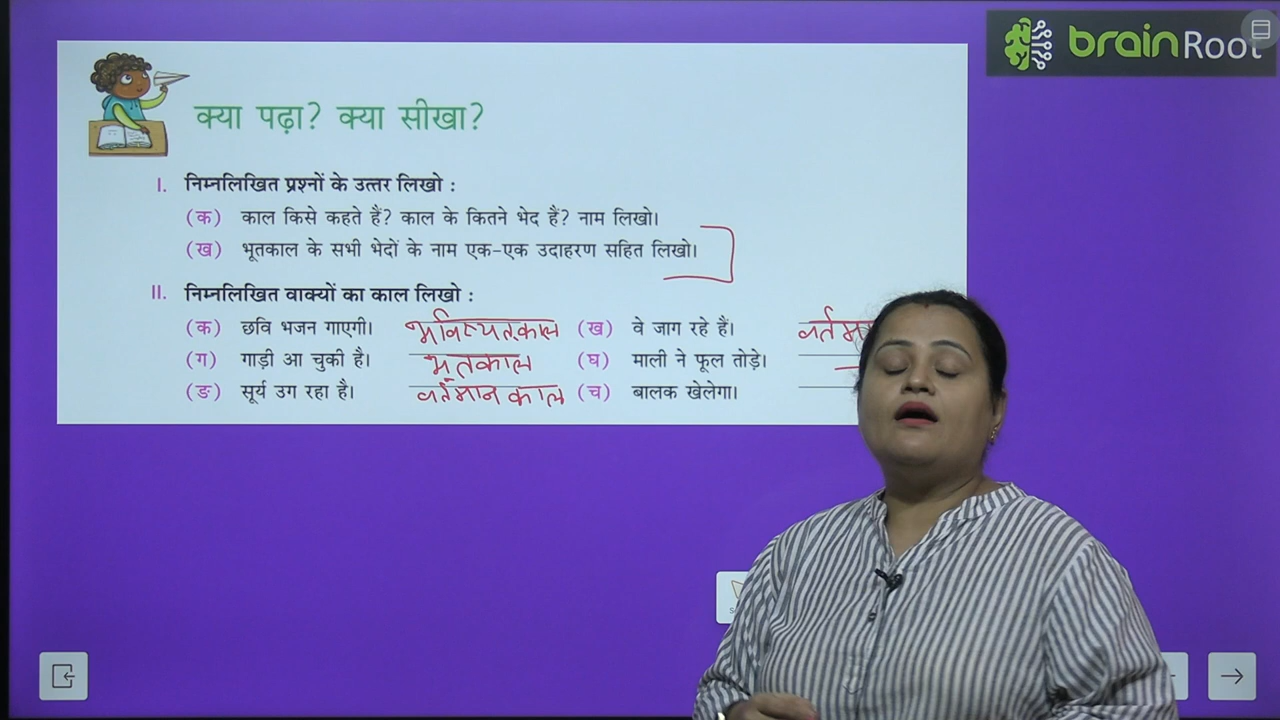 brainRoot
क्या पढ़ा? क्या सीखा?
I. निम्नलिखित प्रश्नों के उत्तर लिखो :
(क) काल किसे कहते हैं? काल के कितने भेद हैं? नाम लिखो।
(ख) भूतकाल के सभी भेदों के नाम एक-एक उदाहरण सहित लिखो।
II. निम्नलिखित वाक्यों का काल लिखो :
(क) छवि भजन गाएगी। भविष्यत्काल (ख) वे जाग रहे हैं।
(ग) गाड़ी आ चुकी है। भूतकाल (घ) माली ने फूल तोड़े।
(ङ) सूर्य उग रहा है। वर्तमान काल (च) बालक खेलेगा।